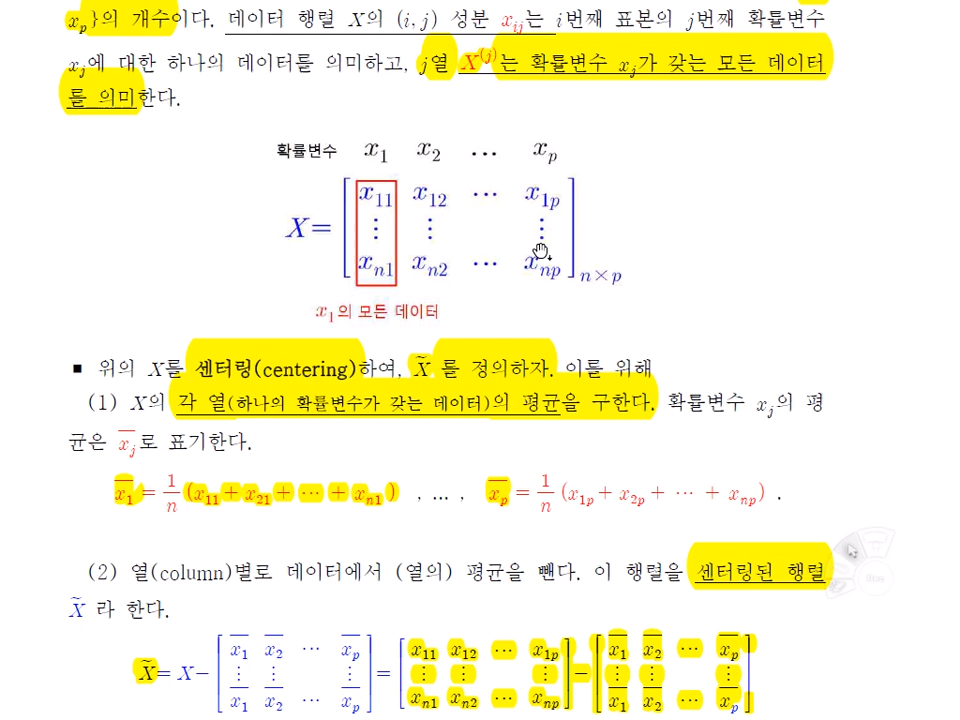 x_p}의 개수이다. 데이터 행렬 X의 (i, j) 성분 x_ij는 i번째 표본의 j번째 확률변수
x_j에 대한 하나의 데이터를 의미하고, j열 X^(j)는 확률변수 x_j가 갖는 모든 데이터
를 의미한다.
확률변수 x_1 x_2 ⋯ x_p
x_11 x_12 ⋯ x_1p
X= ⋮ ⋮ ⋮
x_n1 x_n2 ⋯ x_np n×p
x_1의 모든 데이터
■ 위의 X를 센터링(centering)하여, X̃ 를 정의하자. 이를 위해
(1) X의 각 열(하나의 확률변수가 갖는 데이터)의 평균을 구한다. 확률변수 x_j의 평
균은 x̅_j로 표기한다.
x̅_1 = 1/n (x_11 + x_21 + ⋯ + x_n1) , … , x̅_p = 1/n (x_1p + x_2p + ⋯ + x_np) .
(2) 열(column)별로 데이터에서 (열의) 평균을 뺀다. 이 행렬을 센터링된 행렬
X̃ 라 한다.
x̅_1 x̅_2 ⋯ x̅_p x_11 x_12 ⋯ x_1p x̅_1 x̅_2 ⋯ x̅_p
X̃ = X − ⋮ ⋮ ⋮ = ⋮ ⋮ ⋮ − ⋮ ⋮ ⋮
x̅_1 x̅_2 ⋯ x̅_p x_n1 x_n2 ⋯ x_np x̅_1 x̅_2 ⋯ x̅_p